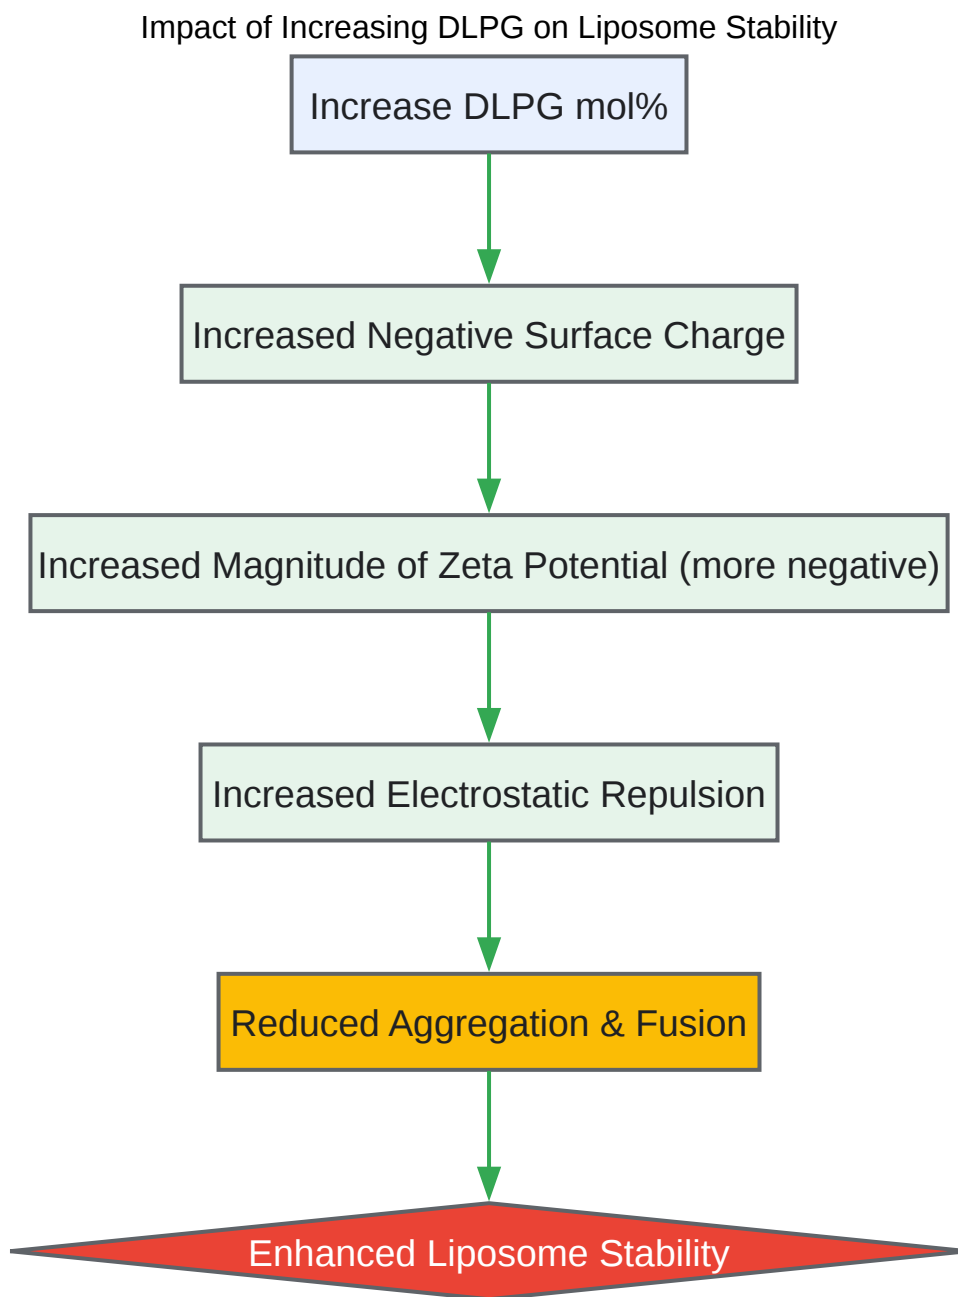 Impact of Increasing DLPG on Liposome Stability
Increase DLPG mol%
Increased Negative Surface Charge
Increased Magnitude of Zeta Potential (more negative)
Increased Electrostatic Repulsion
Reduced Aggregation & Fusion
Enhanced Liposome Stability